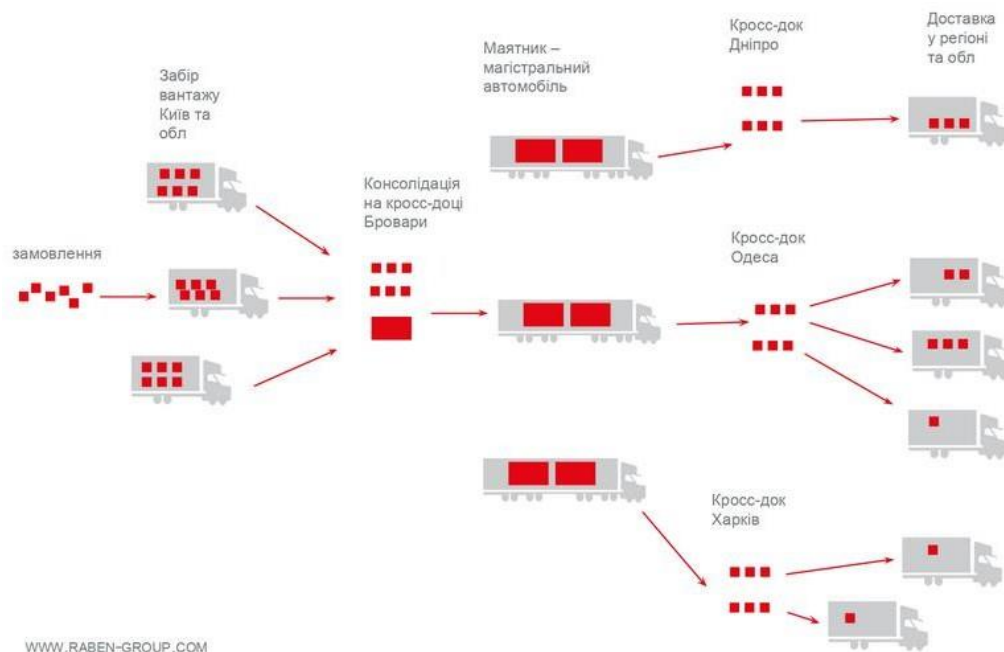 замовлення
Забір
вантажу
Київ та
обл
Консолідація
на кросс-доці
Бровари
Маятник –
магістральний
автомобіль
Кросс-док
Дніпро
Доставка
у регіоні
та обл
Кросс-док
Одеса
Кросс-док
Харків
WWW.RABEN-GROUP.COM